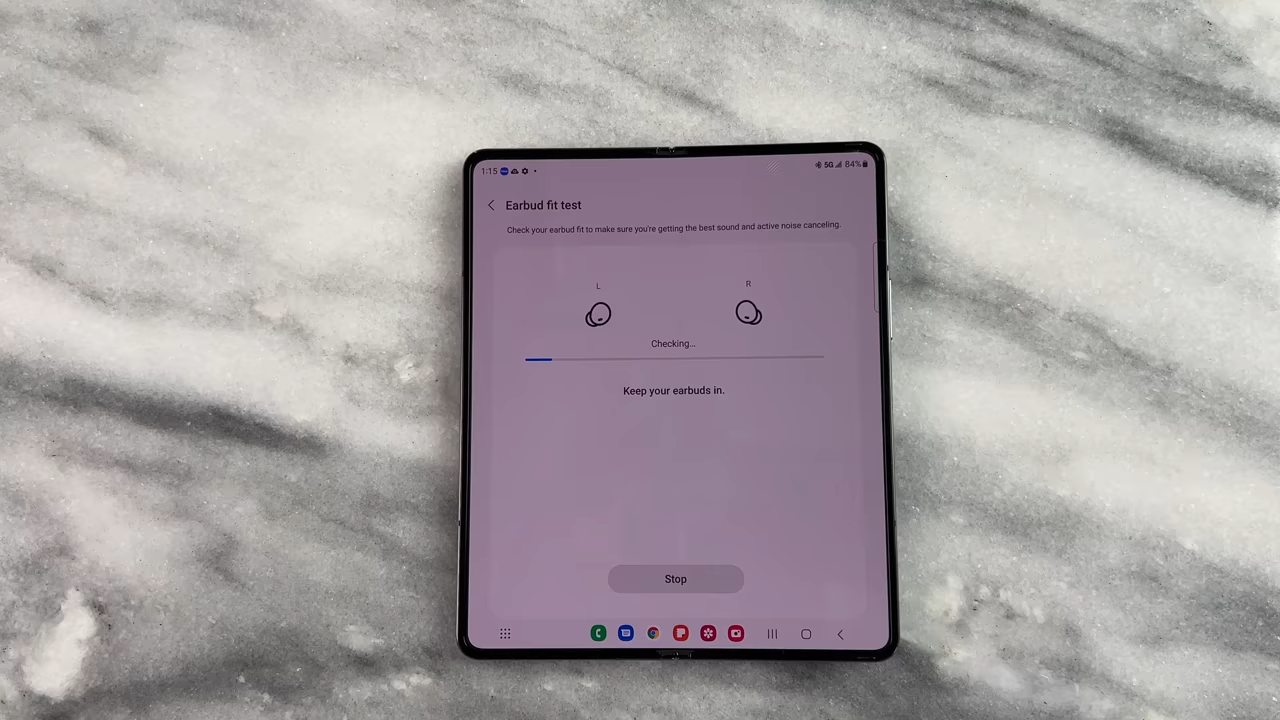 1:15
5G 84%
Earbud fit test
Check your earbud fit to make sure you're getting the best sound and active noise canceling.
L
R
Checking...
Keep your earbuds in.
Stop